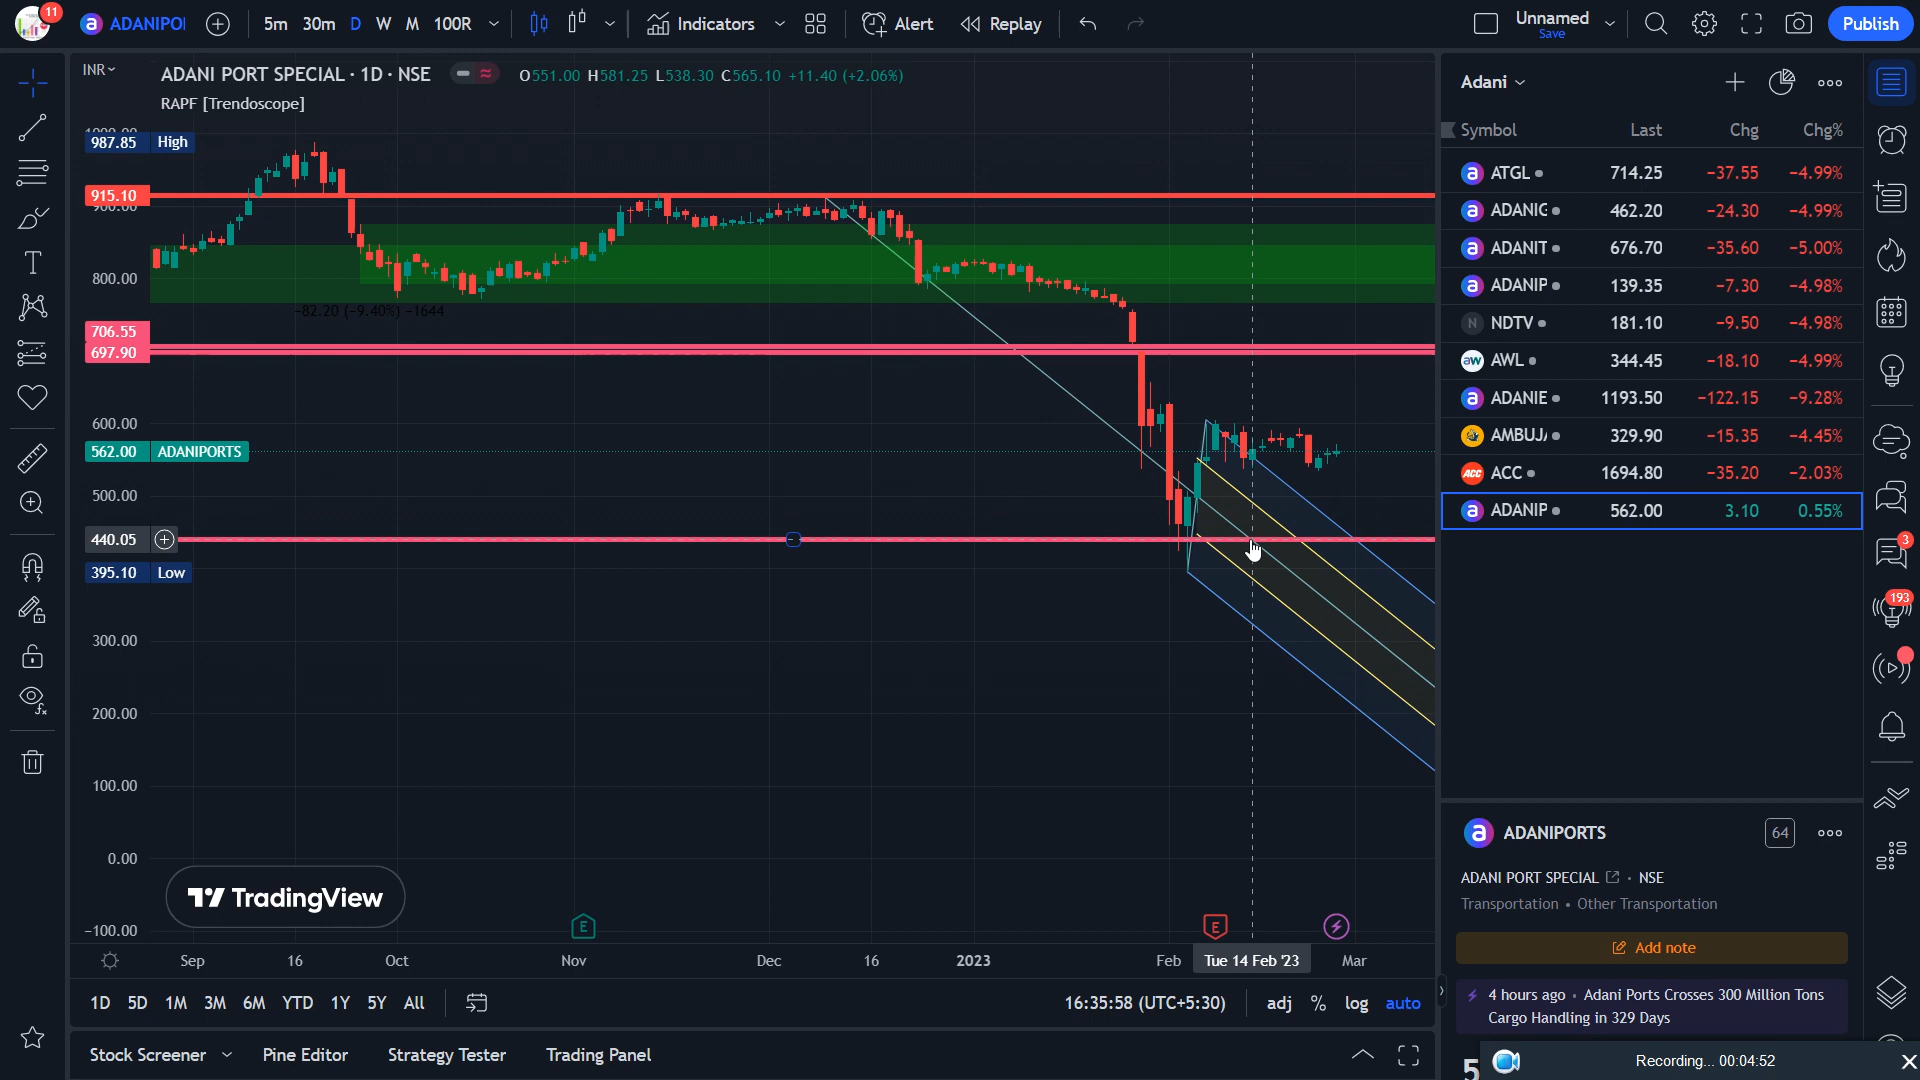 11
ADANIPO
5m 30m D W M 100R
Indicators
Alert
Replay
Unnamed
Save
Publish
INR
ADANI PORT SPECIAL · 1D · NSE
O551.00 H581.25 L538.30 C565.10 +11.40 (+2.06%)
RAPF [Trendoscope]
987.85 High
915.10
800.00
−82.20 (−9.40%) −1644
706.55
697.90
600.00
562.00 ADANIPORTS
500.00
440.05
395.10 Low
300.00
200.00
100.00
0.00
−100.00
TradingView
E
E
Sep 16 Oct Nov Dec 16 2023 Feb Tue 14 Feb '23 Mar
1D 5D 1M 3M 6M YTD 1Y 5Y All
16:35:58 (UTC+5:30) adj % log auto
Stock Screener Pine Editor Strategy Tester Trading Panel
Adani
Symbol Last Chg Chg%
ATGL 714.25 −37.55 −4.99%
ADANIG 462.20 −24.30 −4.99%
ADANIT 676.70 −35.60 −5.00%
ADANIP 139.35 −7.30 −4.98%
N NDTV 181.10 −9.50 −4.98%
aw AWL 344.45 −18.10 −4.99%
ADANIE 1193.50 −122.15 −9.28%
AMBUJ 329.90 −15.35 −4.45%
ACC ACC 1694.80 −35.20 −2.03%
ADANIP 562.00 3.10 0.55%
ADANIPORTS
64
ADANI PORT SPECIAL · NSE
Transportation • Other Transportation
Add note
4 hours ago · Adani Ports Crosses 300 Million Tons
Cargo Handling in 329 Days
Recording... 00:04:52
3
193